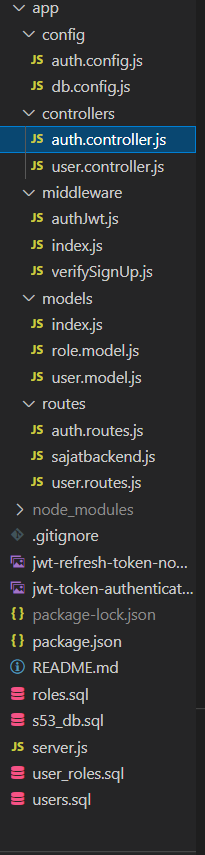 app
config
JS auth.config.js
JS db.config.js
controllers
JS auth.controller.js
JS user.controller.js
middleware
JS authJwt.js
JS index.js
JS verifySignUp.js
models
JS index.js
JS role.model.js
JS user.model.js
routes
JS auth.routes.js
JS sajatbackend.js
JS user.routes.js
node_modules
.gitignore
jwt-refresh-token-no...
jwt-token-authenticat...
{} package-lock.json
{} package.json
README.md
roles.sql
s53_db.sql
JS server.js
user_roles.sql
users.sql